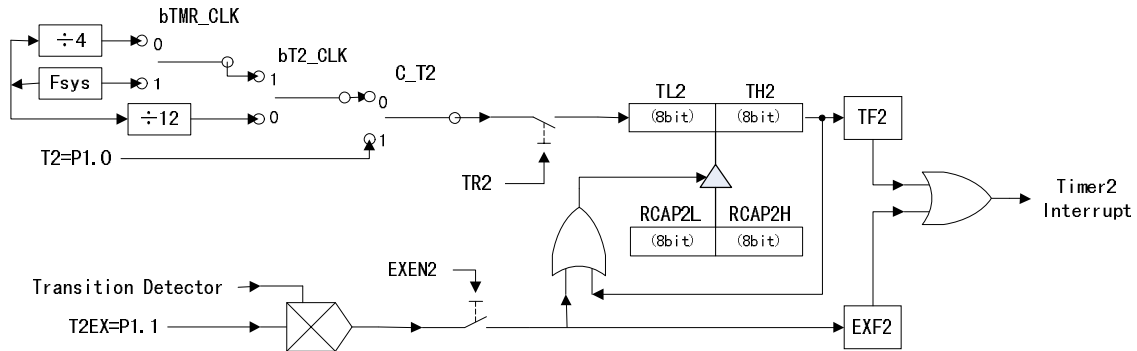 bTMR_CLK
÷4
0
bT2_CLK
C_T2
Fsys
1
1
0
TL2
TH2
÷12
0
(8bit)
(8bit)
TF2
T2=P1.0
1
TR2
Timer2
Interrupt
RCAP2L
RCAP2H
(8bit)
(8bit)
EXEN2
Transition Detector
T2EX=P1.1
EXF2